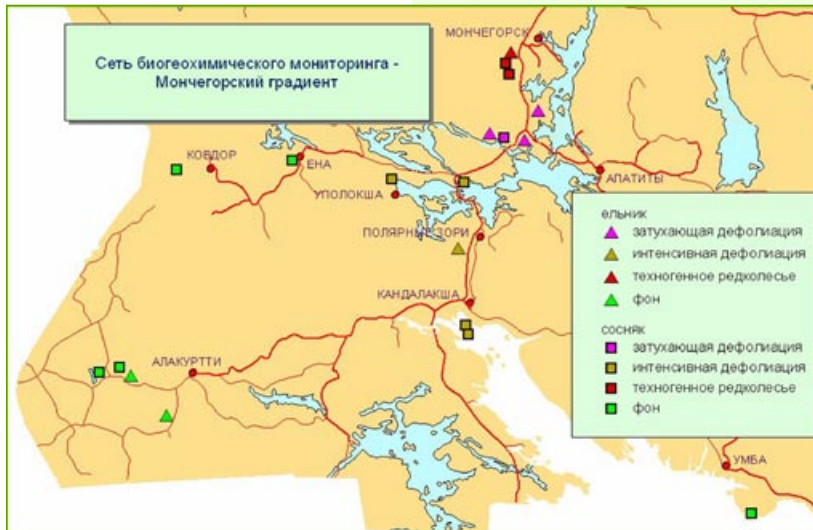 Сеть биогеохимического мониторинга -
Мончегорский градиент
МОНЧЕГОРСК
КОВДОР
ЕНА
УПОЛОКША
АПАТИТЫ
ПОЛЯРНЫЕ ЗОРИ
КАНДАЛАКША
АЛАКУРТТИ
УМБА
ельник
затухающая дефолиация
интенсивная дефолиация
техногенное редколесье
фон
сосняк
затухающая дефолиация
интенсивная дефолиация
техногенное редколесье
фон